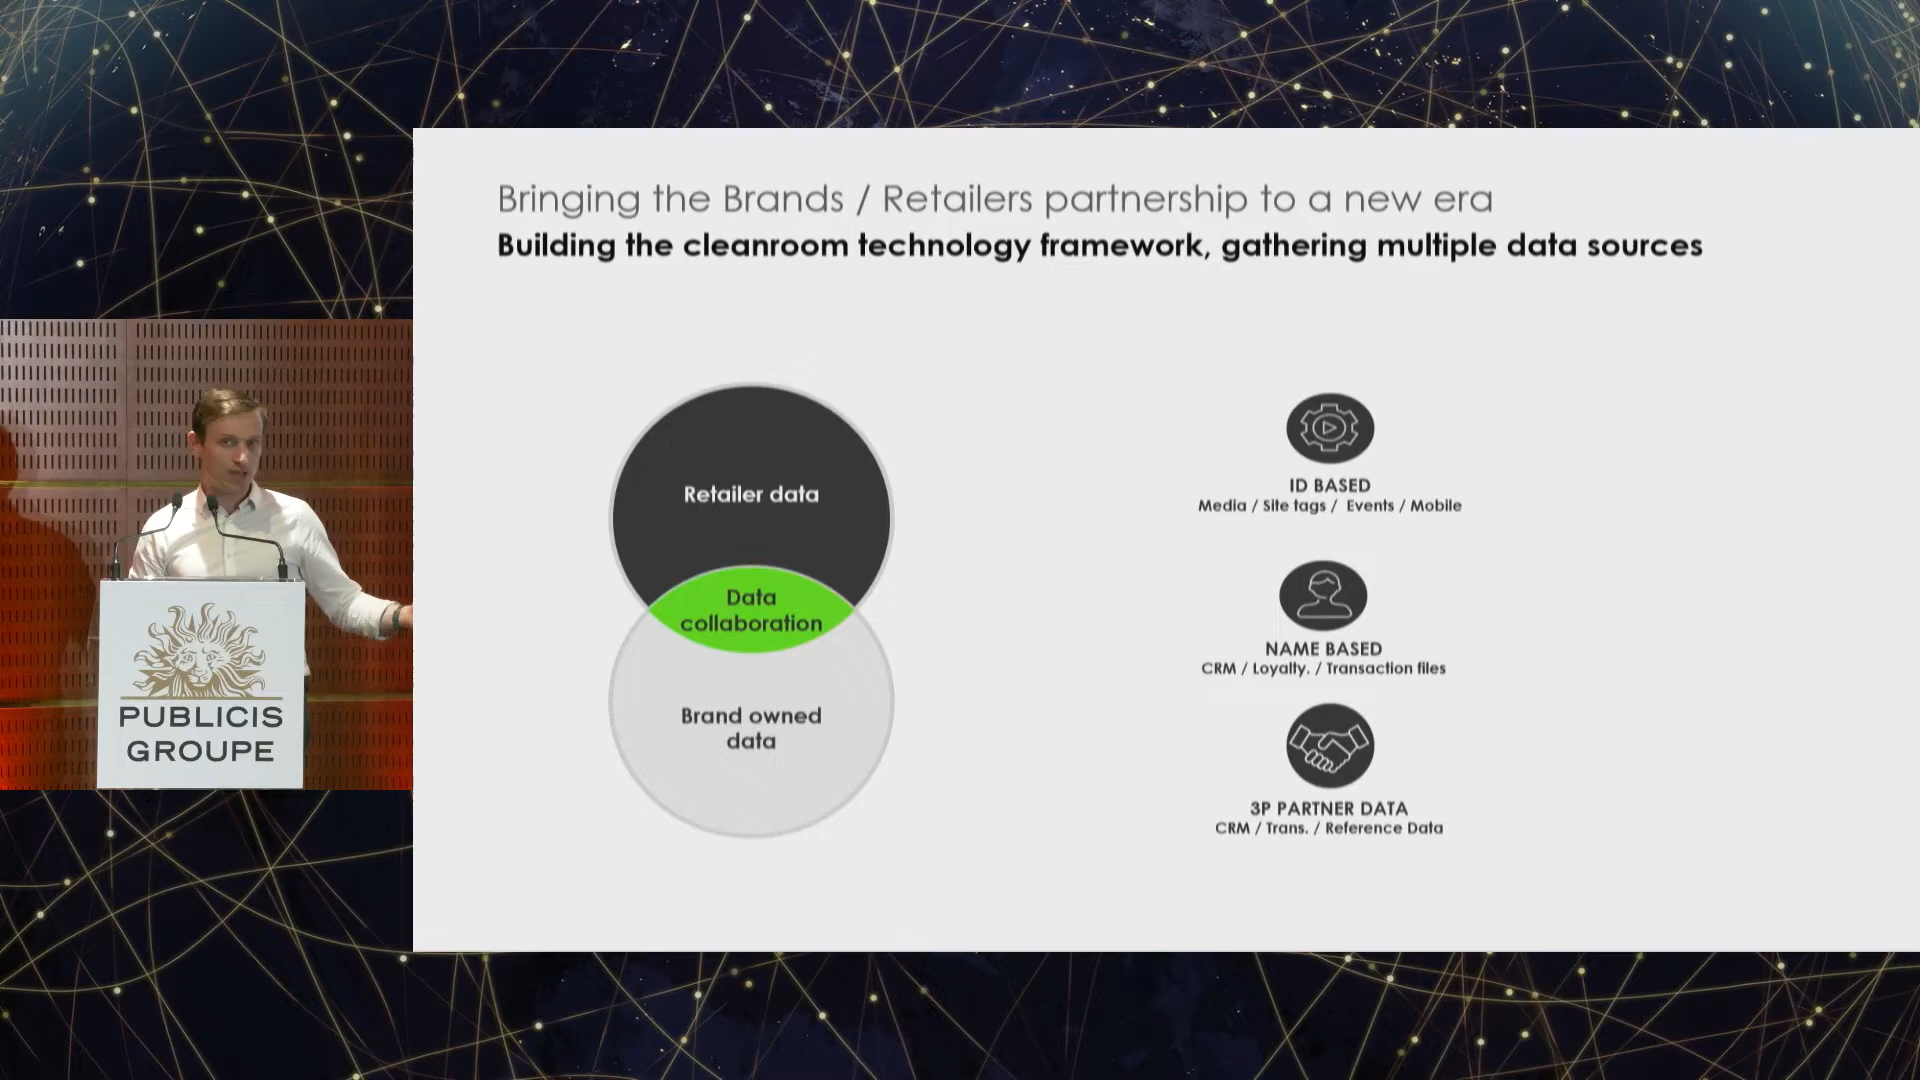 Bringing the Brands / Retailers partnership to a new era
Building the cleanroom technology framework, gathering multiple data sources
Retailer data
Data
collaboration
Brand owned
data
ID BASED
Media / Site tags /  Events / Mobile
NAME BASED
CRM / Loyalty. / Transaction files
3P PARTNER DATA
CRM / Trans. / Reference Data
PUBLICIS
GROUPE